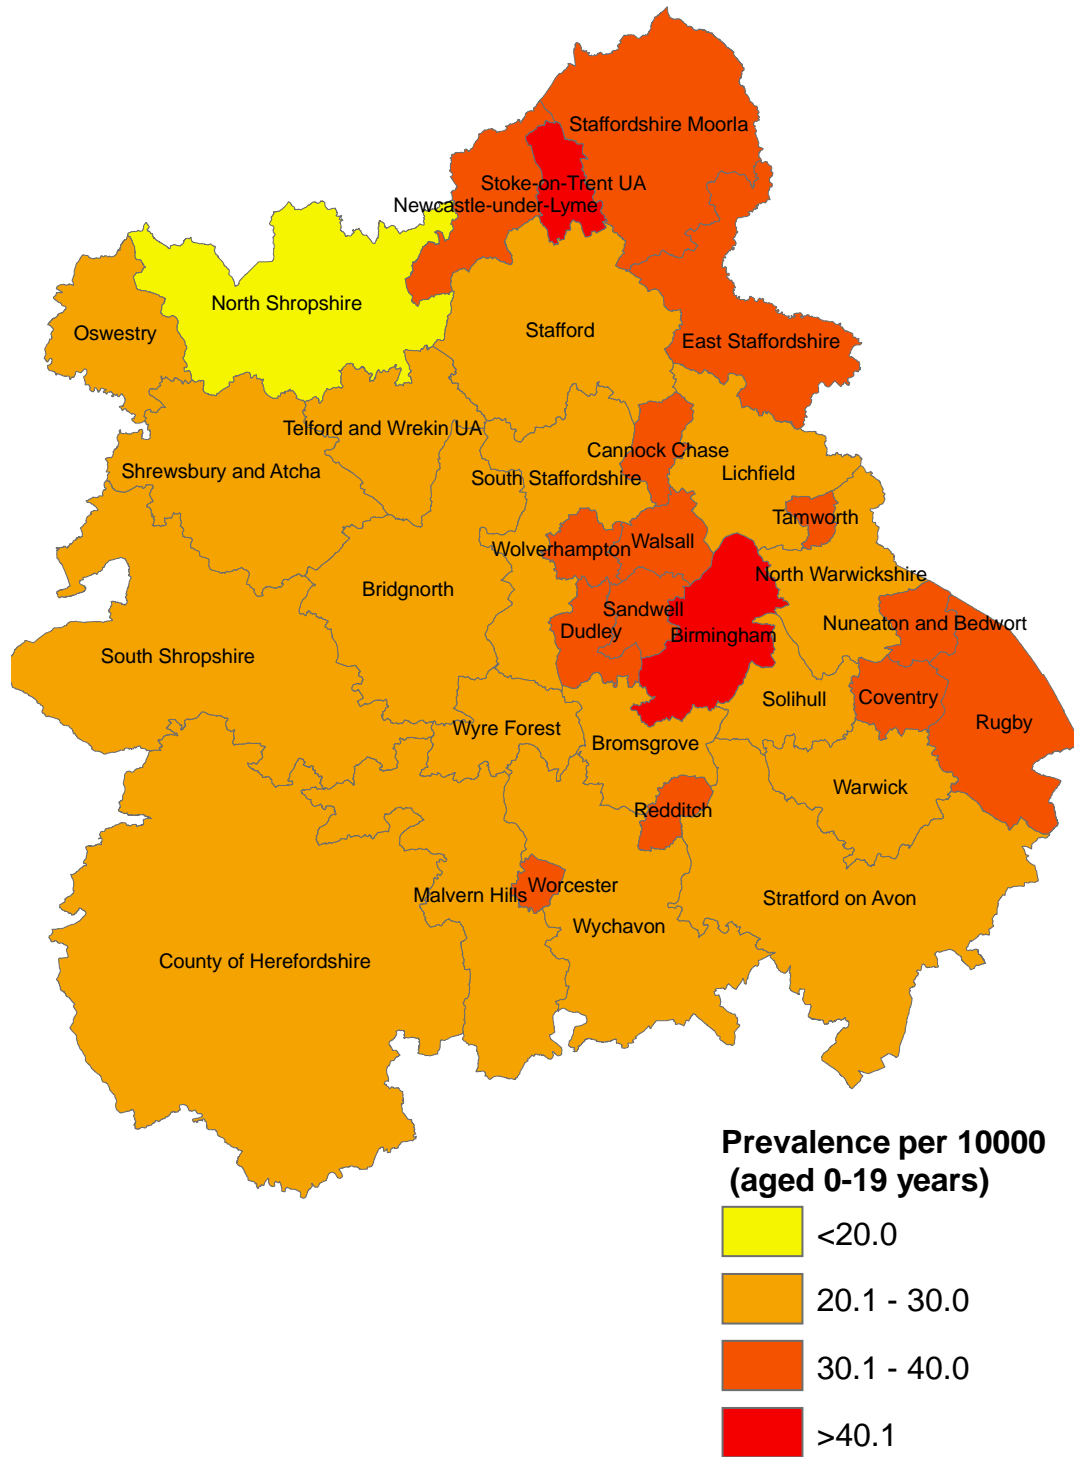 Staffordshire Moorla
Stoke-on-Trent UA
Newcastle-under-Lyme
North Shropshire
Stafford
Oswestry
East Staffordshire
Telford and Wrekin UA
Cannock Chase
Shrewsbury and Atcha
South Staffordshire
Lichfield
Tamworth
Wolverhampton
Walsall
North Warwickshire
Bridgnorth
Sandwell
Nuneaton and Bedwort
Dudley
Birmingham
South Shropshire
Solihull
Coventry
Rugby
Wyre Forest
Bromsgrove
Warwick
Redditch
Worcester
Malvern Hills
Stratford on Avon
Wychavon
County of Herefordshire
Prevalence per 10000
(aged 0-19 years)
<20.0
20.1 - 30.0
30.1 - 40.0
>40.1